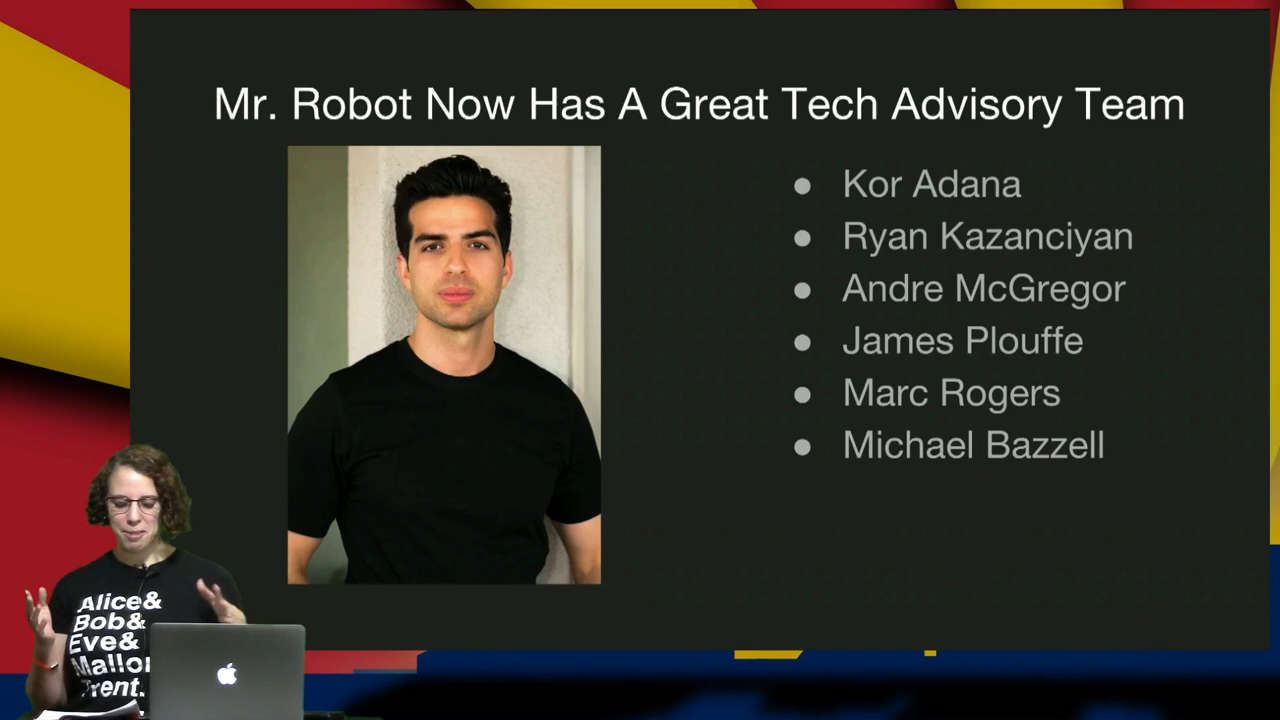 Mr. Robot Now Has A Great Tech Advisory Team
● Kor Adana
● Ryan Kazanciyan
● Andre McGregor
● James Plouffe
● Marc Rogers
● Michael Bazzell
Alice&
Bob&
Eve&
Mallor
Trent.